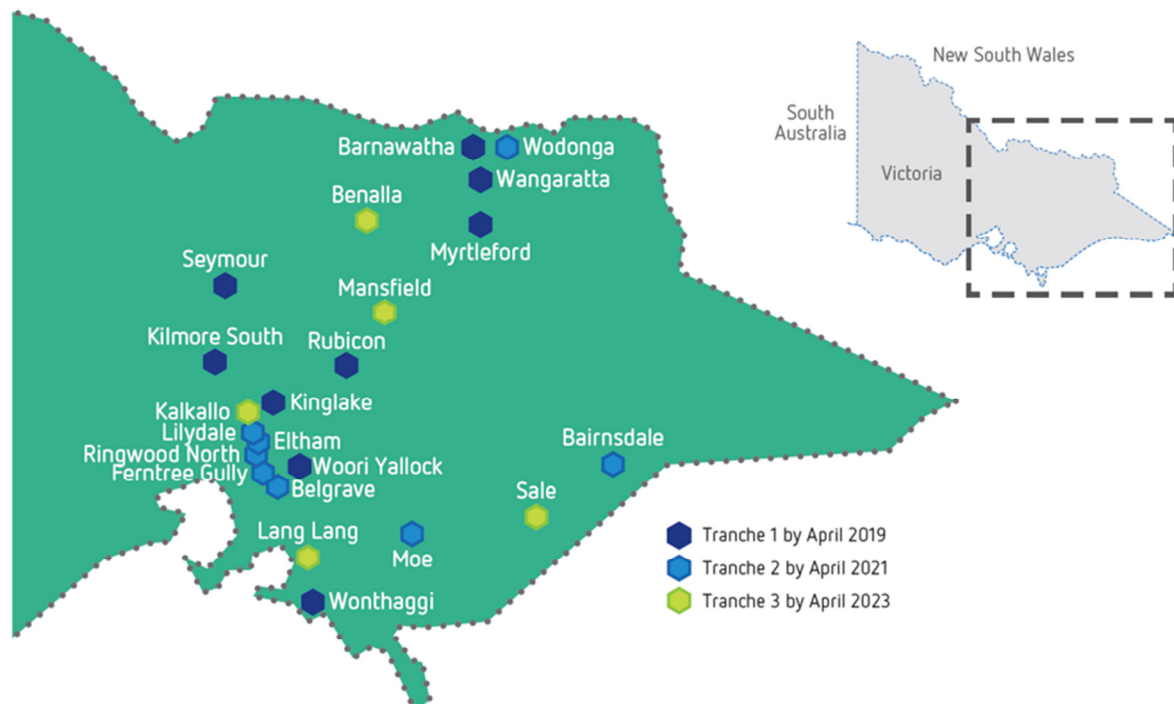 New South Wales
South
Australia
Victoria
Barnawatha
Wodonga
Wangaratta
Benalla
Myrtleford
Seymour
Mansfield
Kilmore South
Rubicon
Kinglake
Kalkallo
Lilydale
Eltham
Ringwood North
Ferntree Gully
Woori Yallock
Belgrave
Bairnsdale
Sale
Lang Lang
Moe
Wonthaggi
Tranche 1 by April 2019
Tranche 2 by April 2021
Tranche 3 by April 2023